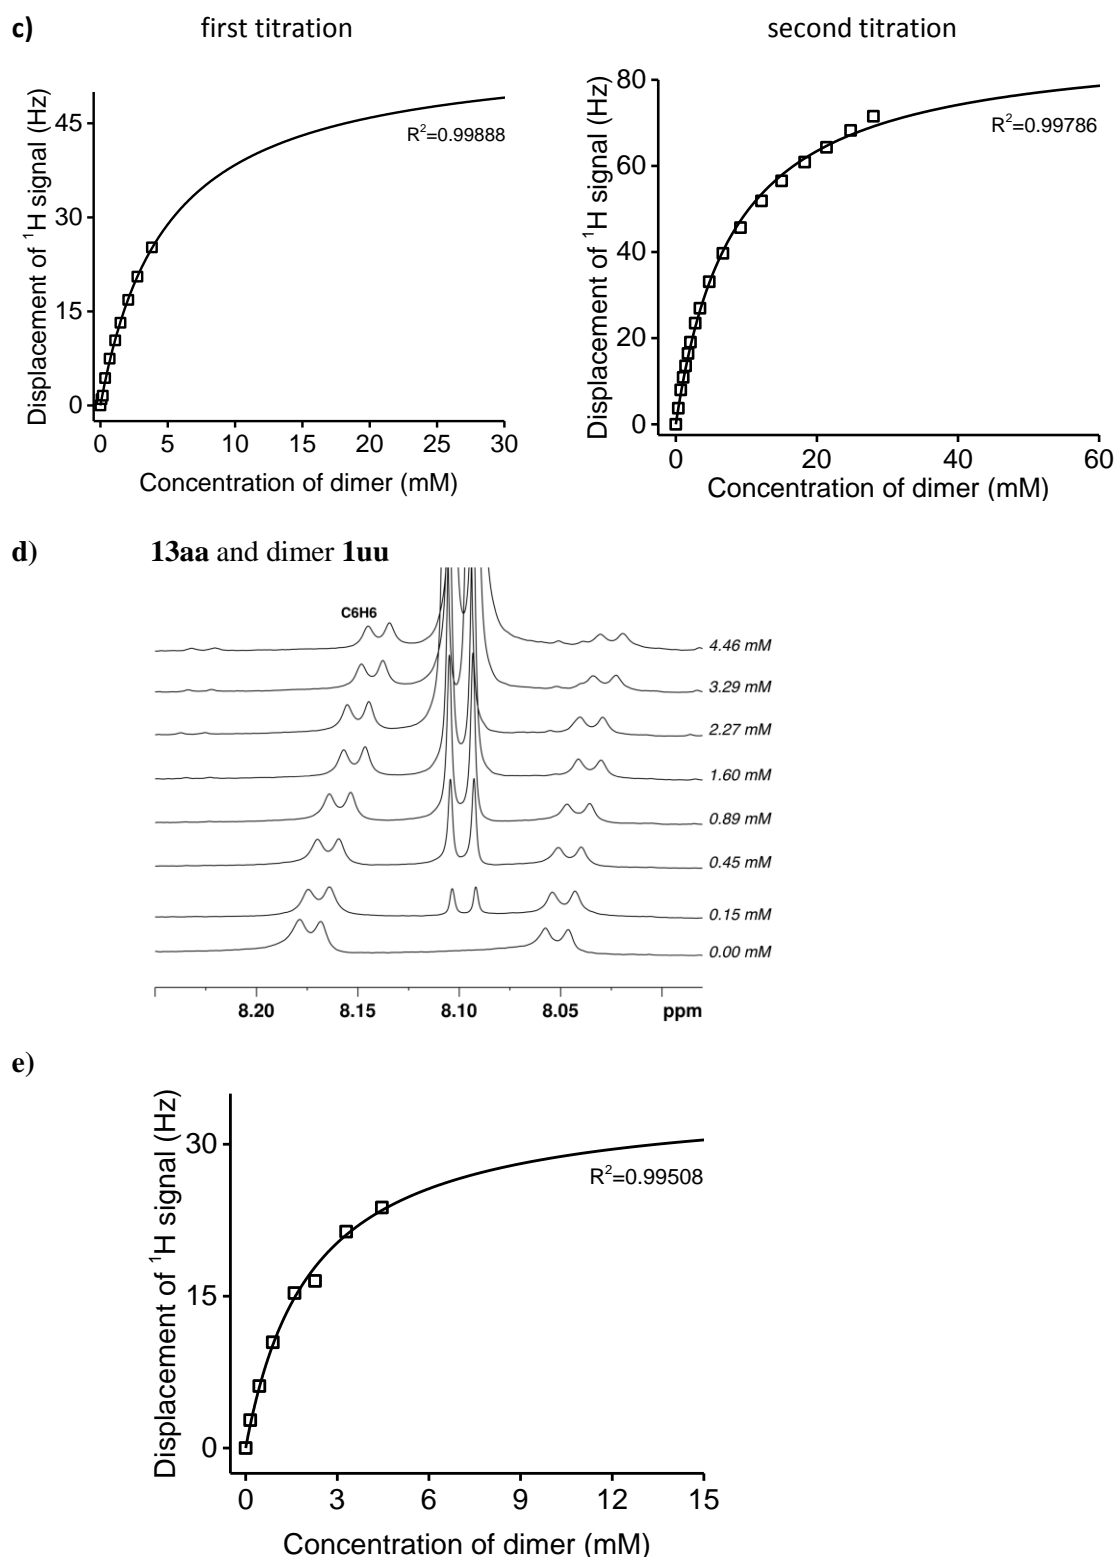 c)
first titration
second titration
Displacement of ¹H signal (Hz)
45
30
15
0
R²=0.99888
0 5 10 15 20 25 30
Concentration of dimer (mM)
Displacement of ¹H signal (Hz)
80
60
40
20
0
R²=0.99786
0 20 40 60
Concentration of dimer (mM)
d)
13aa and dimer 1uu
C6H6
4.46 mM
3.29 mM
2.27 mM
1.60 mM
0.89 mM
0.45 mM
0.15 mM
0.00 mM
8.20 8.15 8.10 8.05 ppm
e)
Displacement of ¹H signal (Hz)
30
15
0
R²=0.99508
0 3 6 9 12 15
Concentration of dimer (mM)